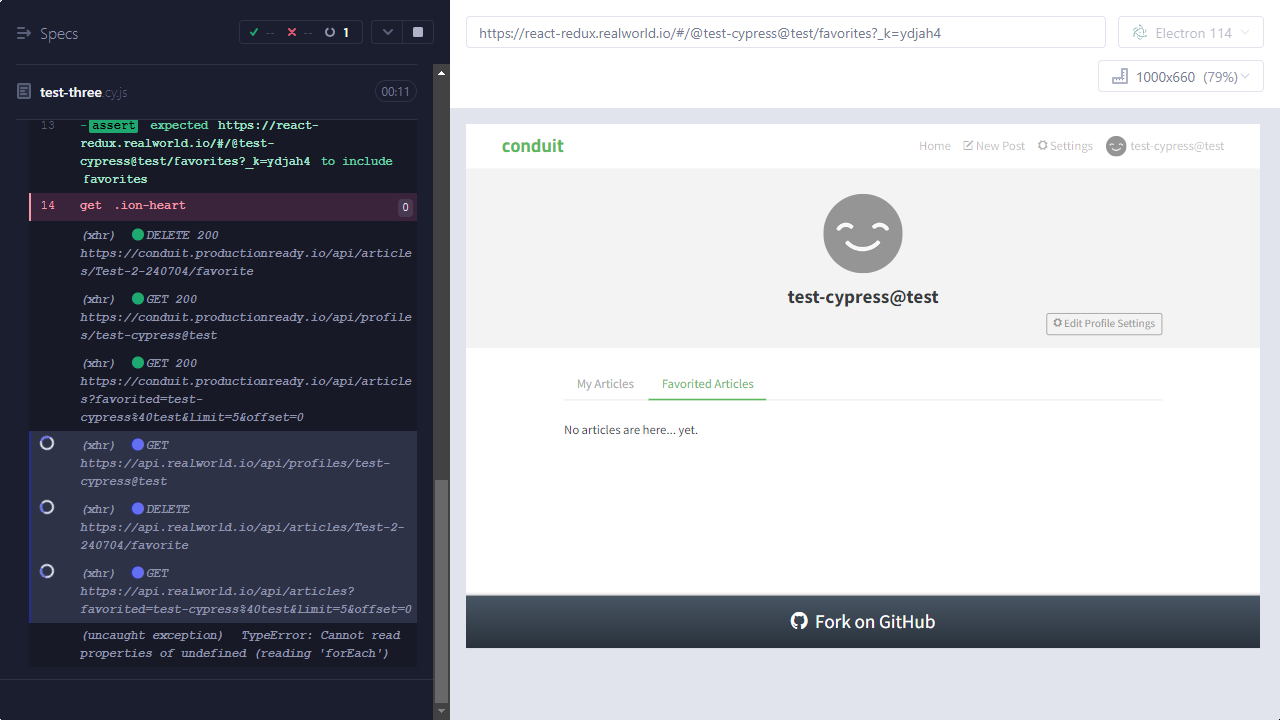 Specs
-- -- 1
test-three.cy.js 00:11
13 -assert expected https://react-
redux.realworld.io/#/@test-
cypress@test/favorites?_k=ydjah4 to include
favorites
14 get .ion-heart 0
(xhr) DELETE 200
https://conduit.productionready.io/api/article
s/Test-2-240704/favorite
(xhr) GET 200
https://conduit.productionready.io/api/profile
s/test-cypress@test
(xhr) GET 200
https://conduit.productionready.io/api/article
s?favorited=test-
cypress%40test&limit=5&offset=0
(xhr) GET
https://api.realworld.io/api/profiles/test-
cypress@test
(xhr) DELETE
https://api.realworld.io/api/articles/Test-2-
240704/favorite
(xhr) GET
https://api.realworld.io/api/articles?
favorited=test-cypress%40test&limit=5&offset=0
(uncaught exception) TypeError: Cannot read
properties of undefined (reading 'forEach')
https://react-redux.realworld.io/#/@test-cypress@test/favorites?_k=ydjah4
Electron 114
1000x660 (79%)
conduit
Home New Post Settings test-cypress@test
test-cypress@test
Edit Profile Settings
My Articles Favorited Articles
No articles are here... yet.
Fork on GitHub